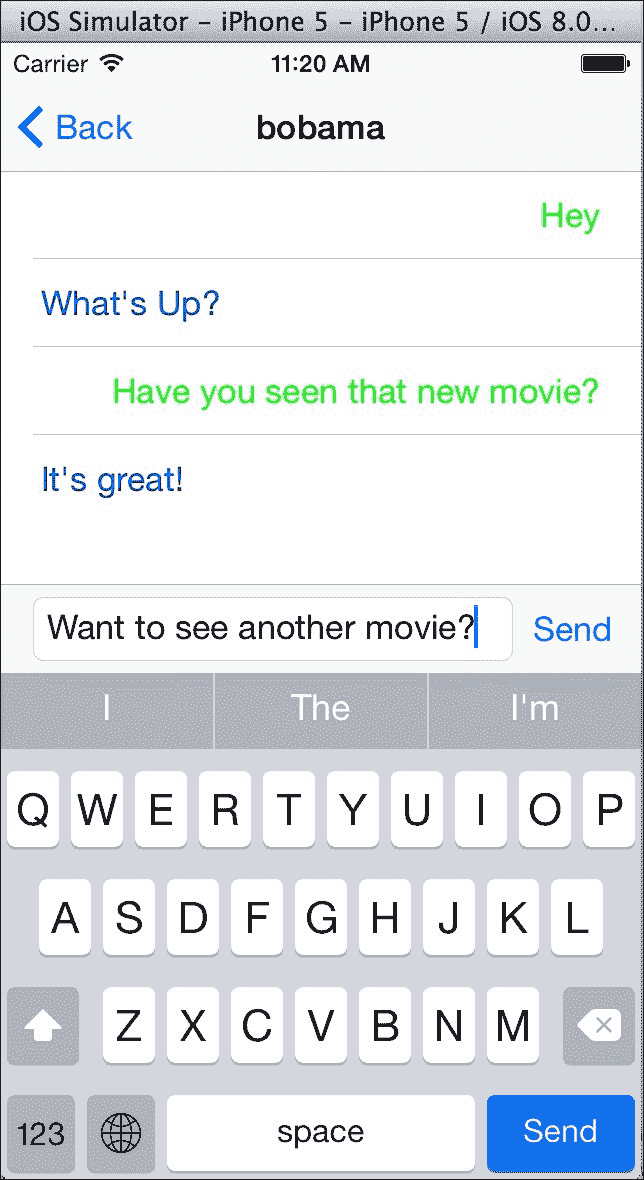 iOS Simulator - iPhone 5 - iPhone 5 / iOS 8.0...
Carrier 11:20 AM
Back bobama
Hey
What's Up?
Have you seen that new movie?
It's great!
Want to see another movie? Send
I The I'm
Q W E R T Y U I O P
A S D F G H J K L
Z X C V B N M
123 space Send